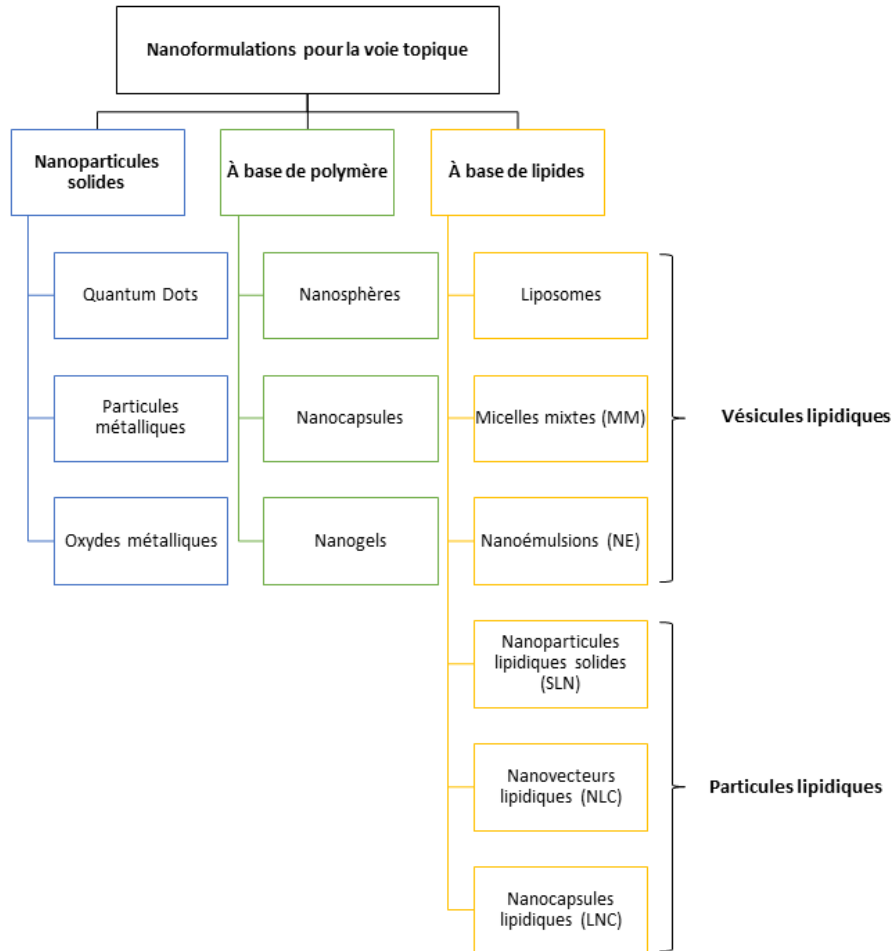 Nanoformulations pour la voie topique
Nanoparticules
solides
À base de polymère
À base de lipides
Quantum Dots
Nanosphères
Liposomes
Particules
métalliques
Nanocapsules
Micelles mixtes (MM)
Vésicules lipidiques
Oxydes métalliques
Nanogels
Nanoémulsions (NE)
Nanoparticules
lipidiques solides
(SLN)
Nanovecteurs
lipidiques (NLC)
Particules lipidiques
Nanocapsules
lipidiques (LNC)